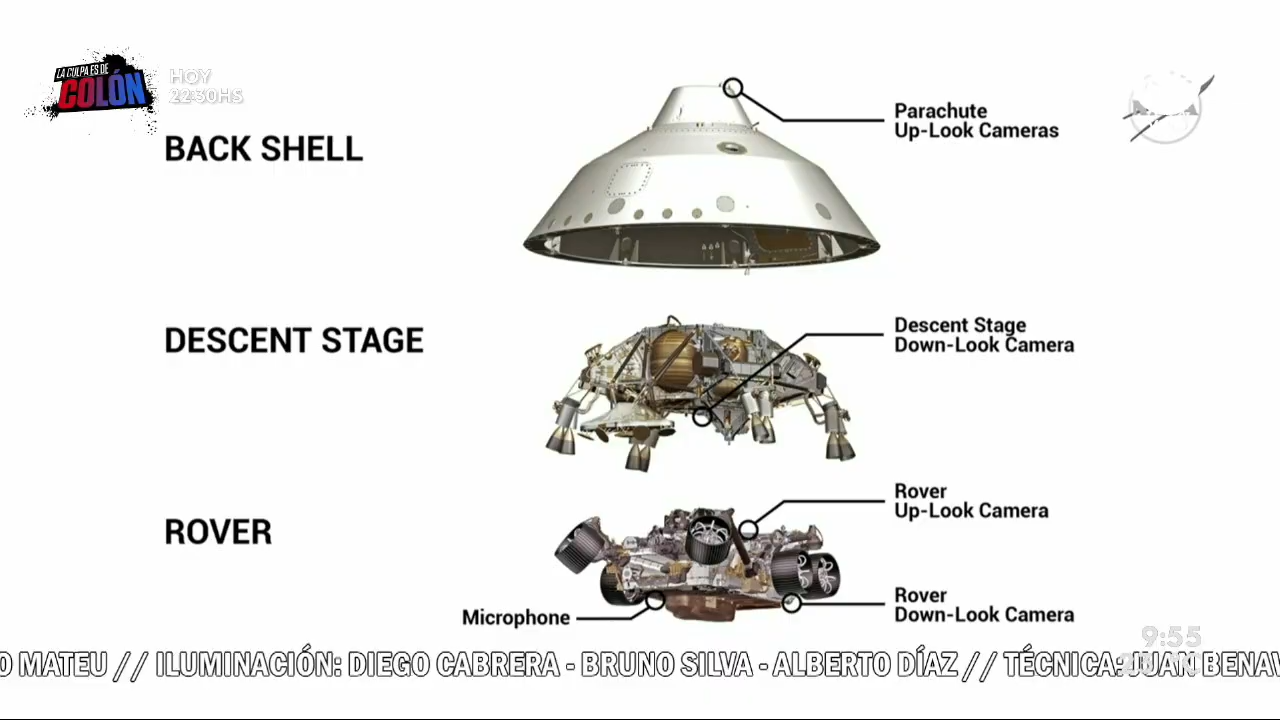 LA CULPA ES DE
COLÓN
HOY
22:30HS
BACK SHELL
Parachute
Up-Look Cameras
DESCENT STAGE
Descent Stage
Down-Look Camera
ROVER
Rover
Up-Look Camera
Microphone
Rover
Down-Look Camera
9:55
O MATEU // ILUMINACIÓN: DIEGO CABRERA - BRUNO SILVA - ALBERTO DÍAZ // TÉCNICA: JUAN BENAV